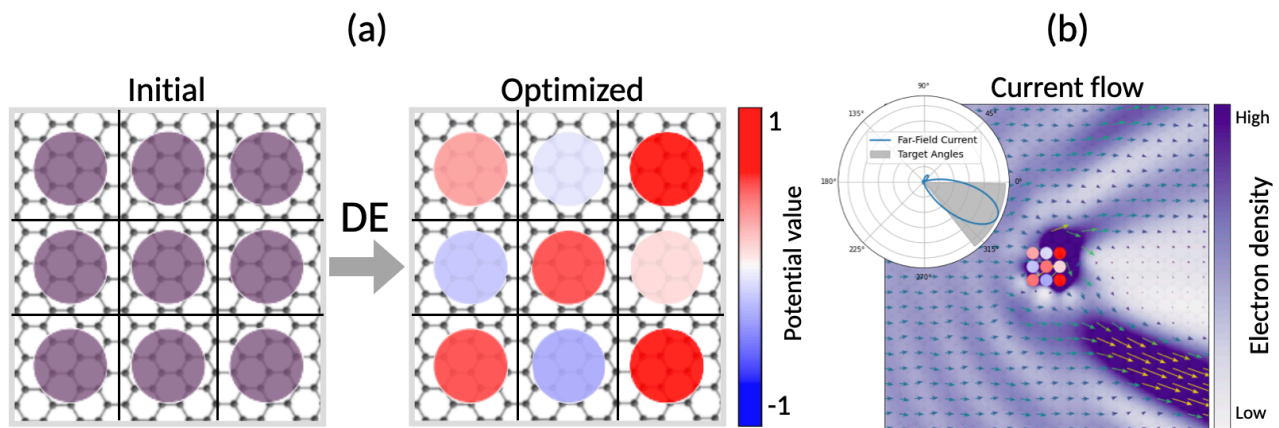 (a)
Initial
DE
Optimized
1
Potential value
-1
(b)
Current flow
90°
135°
45°
Far-Field Current
Target Angles
180°
0°
225°
315°
270°
High
Electron density
Low